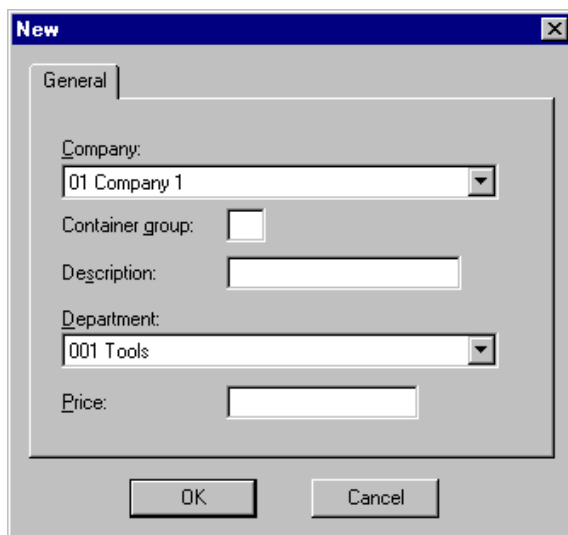 New
General
Company:
01 Company 1
Container group:
Description:
Department:
001 Tools
Price:
OK
Cancel